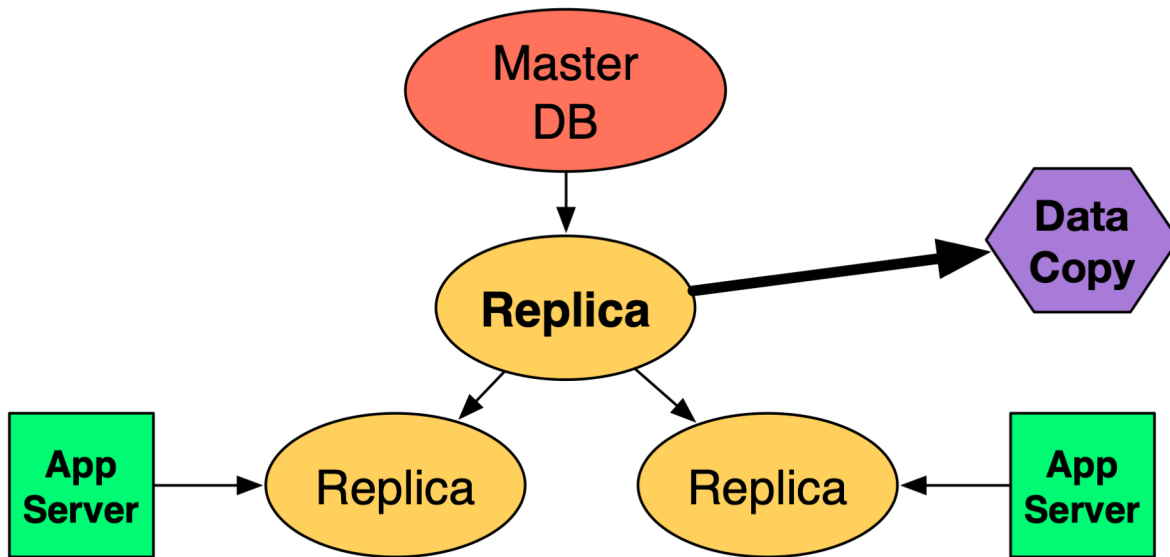 Master
DB
Data
Copy
Replica
App
Server
Replica
Replica
App
Server